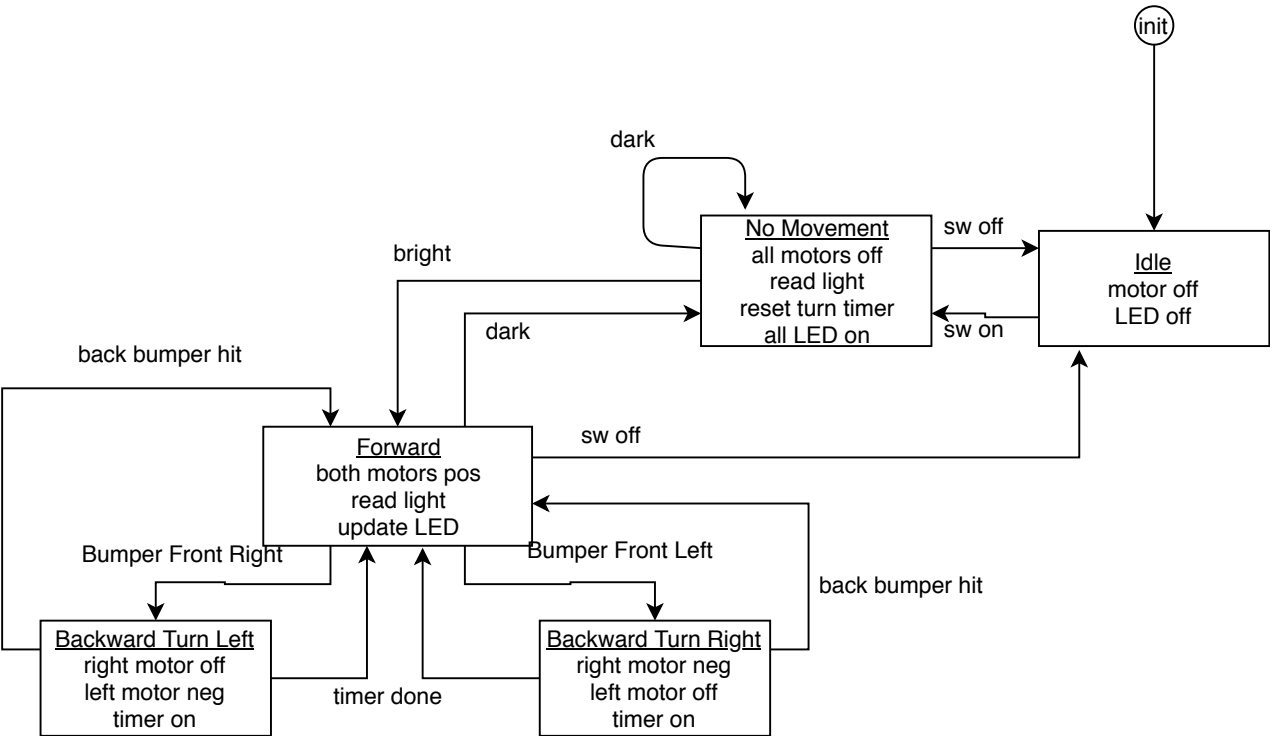 init
dark
No Movement
all motors off
read light
reset turn timer
all LED on
sw off
Idle
motor off
LED off
sw on
bright
dark
back bumper hit
Forward
both motors pos
read light
update LED
sw off
Bumper Front Right
Bumper Front Left
back bumper hit
Backward Turn Left
right motor off
left motor neg
timer on
timer done
Backward Turn Right
right motor neg
left motor off
timer on